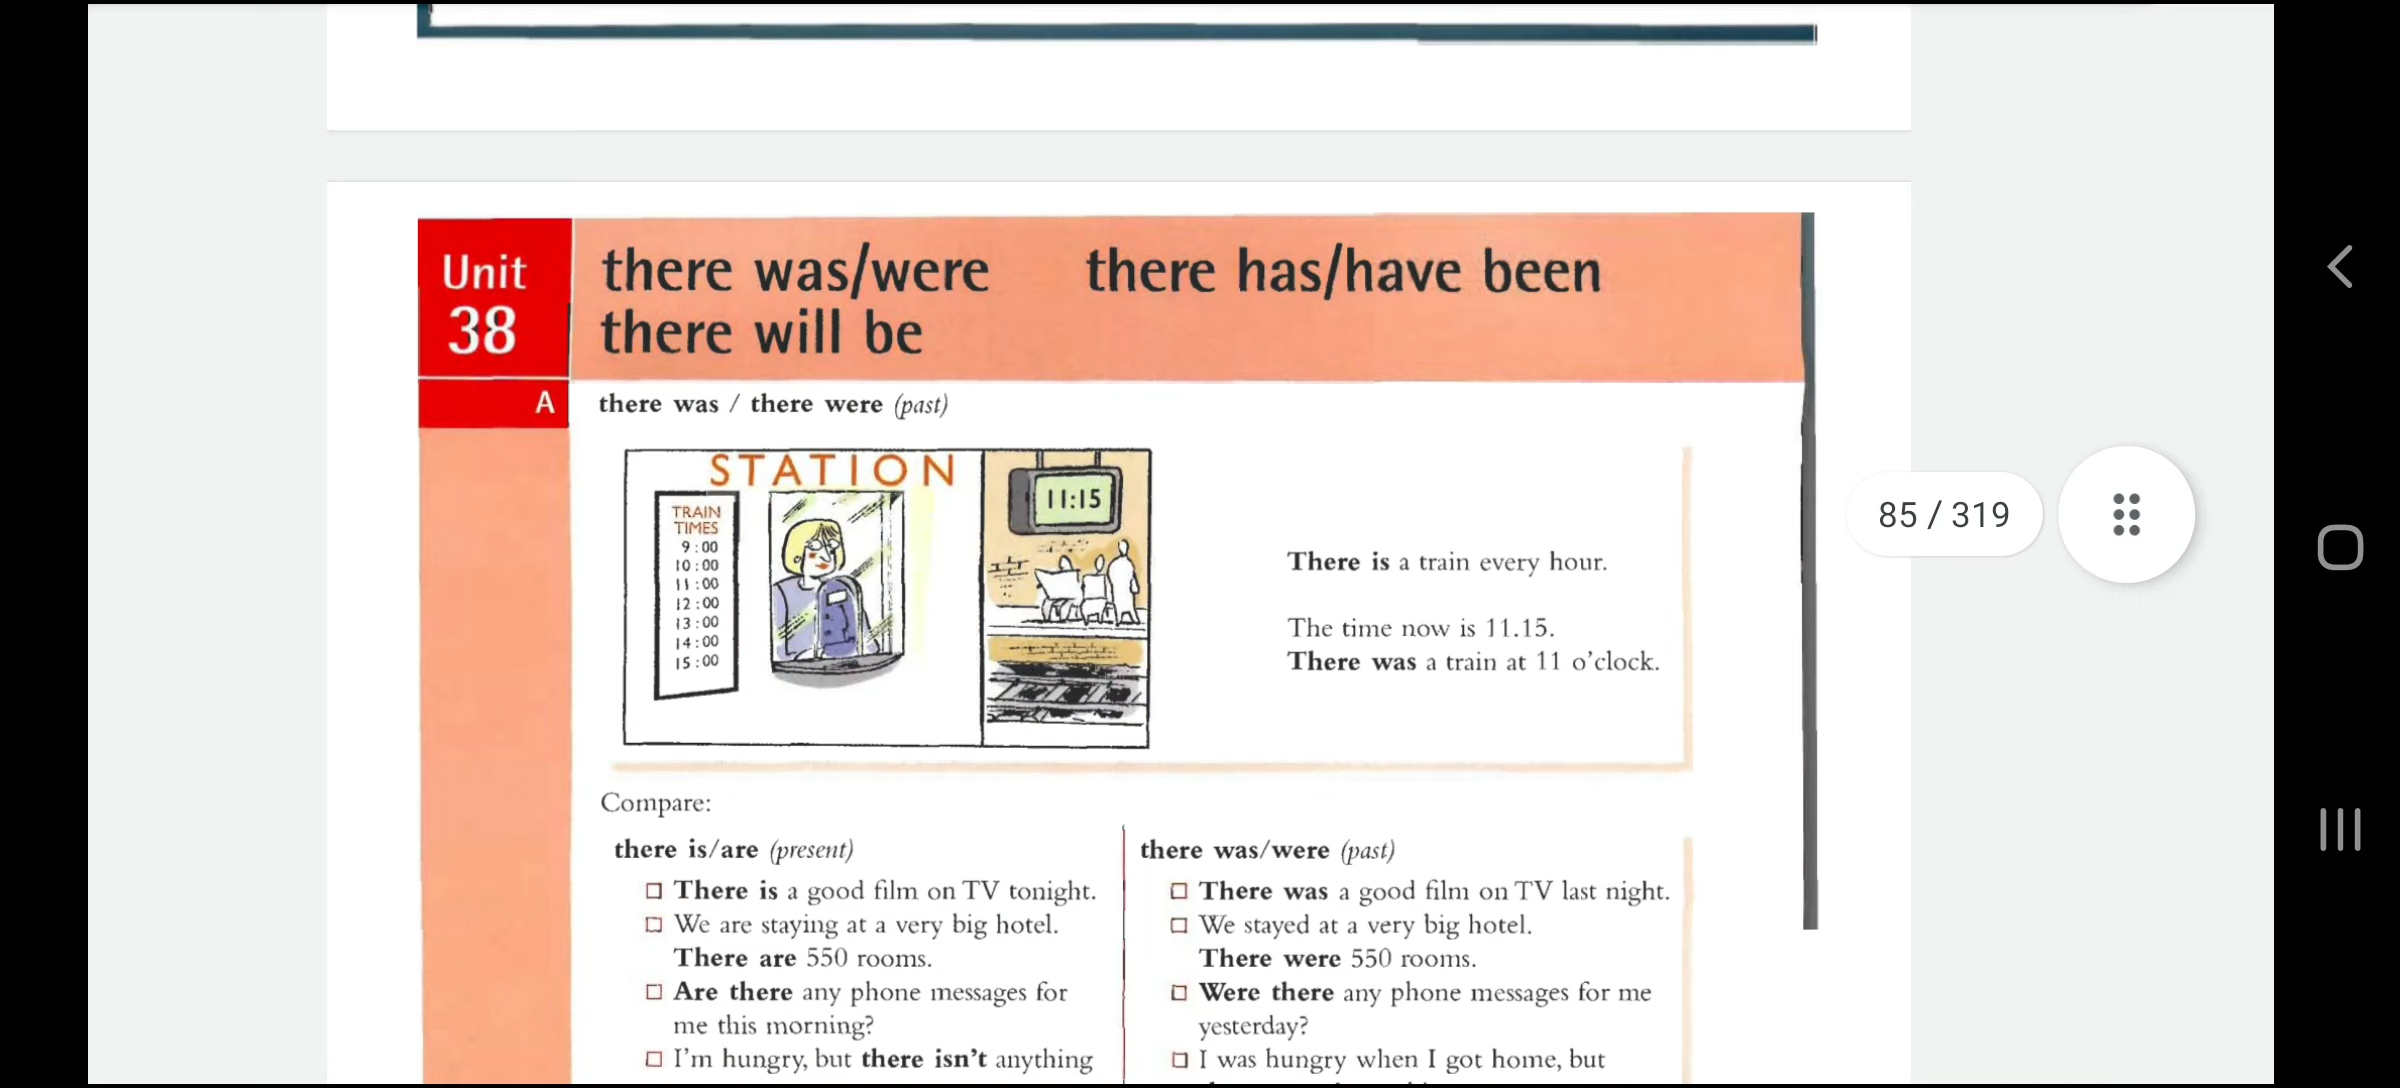 Unit
38
there was/were there has/have been
there will be
A
there was / there were (past)
STATION
TRAIN
TIMES
9:00
10:00
11:00
12:00
13:00
14:00
15:00
11:15
There is a train every hour.
The time now is 11.15.
There was a train at 11 o'clock.
85 / 319
Compare:
there is/are (present)
□ There is a good film on TV tonight.
□ We are staying at a very big hotel.
There are 550 rooms.
□ Are there any phone messages for
me this morning?
□ I'm hungry, but there isn't anything
there was/were (past)
□ There was a good film on TV last night.
□ We stayed at a very big hotel.
There were 550 rooms.
□ Were there any phone messages for me
yesterday?
□ I was hungry when I got home, but